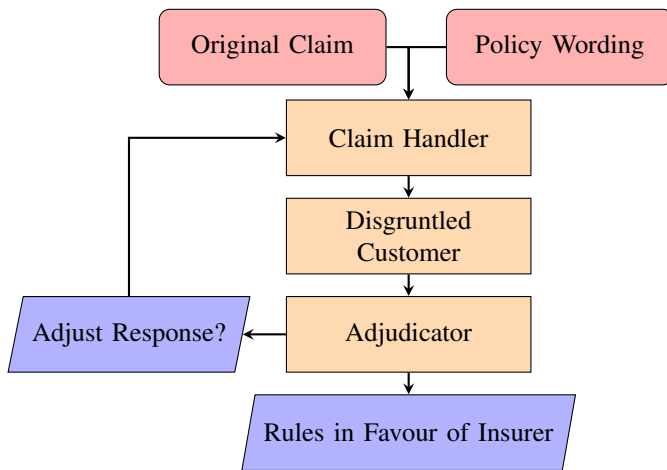 Original Claim
Policy Wording
Claim Handler
Disgruntled
Customer
Adjust Response?
Adjudicator
Rules in Favour of Insurer